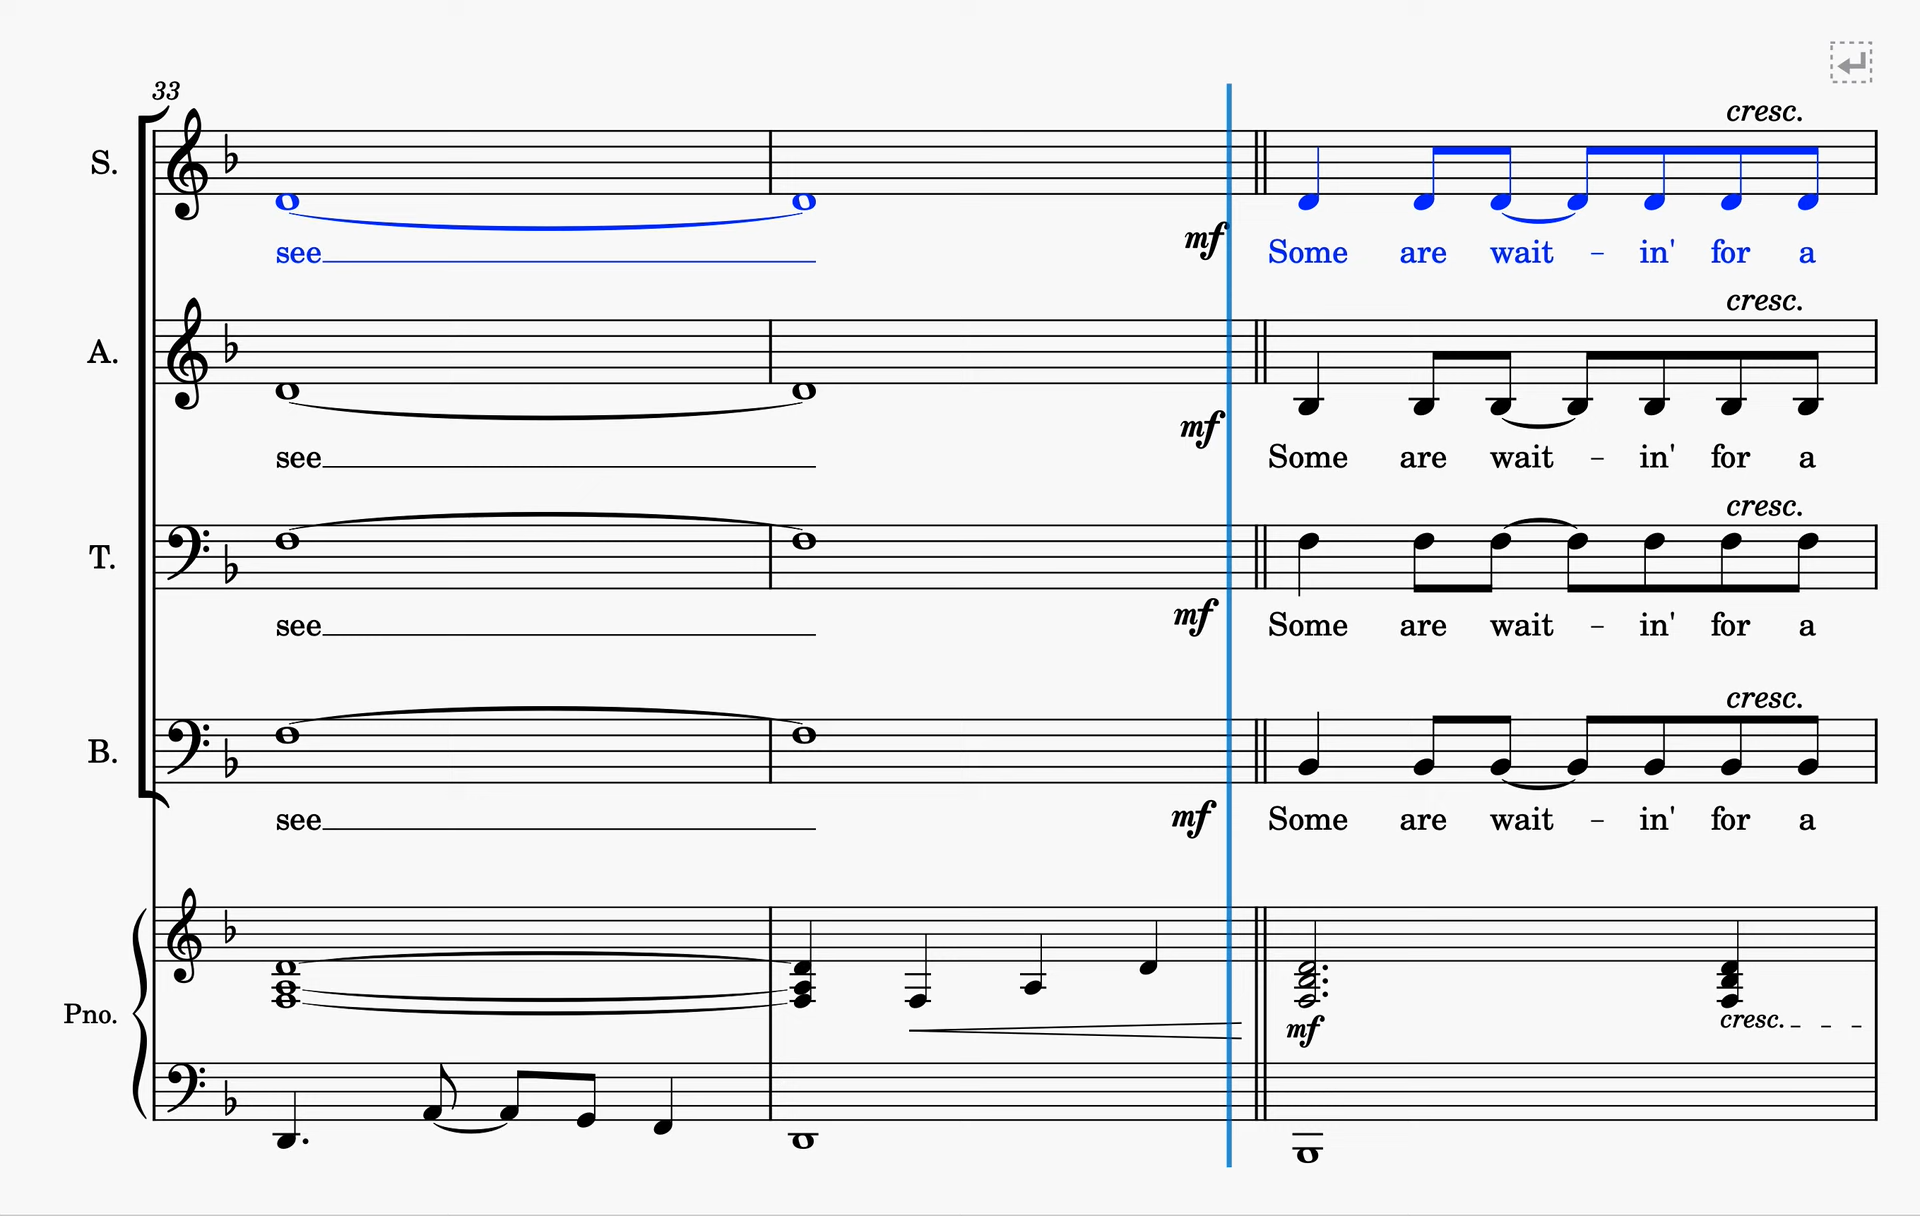 33
cresc.
S.
mf
see Some are wait - in' for a
cresc.
A.
mf
see Some are wait - in' for a
cresc.
T.
mf
see Some are wait - in' for a
cresc.
B.
mf
see Some are wait - in' for a
Pno.
mf
cresc.